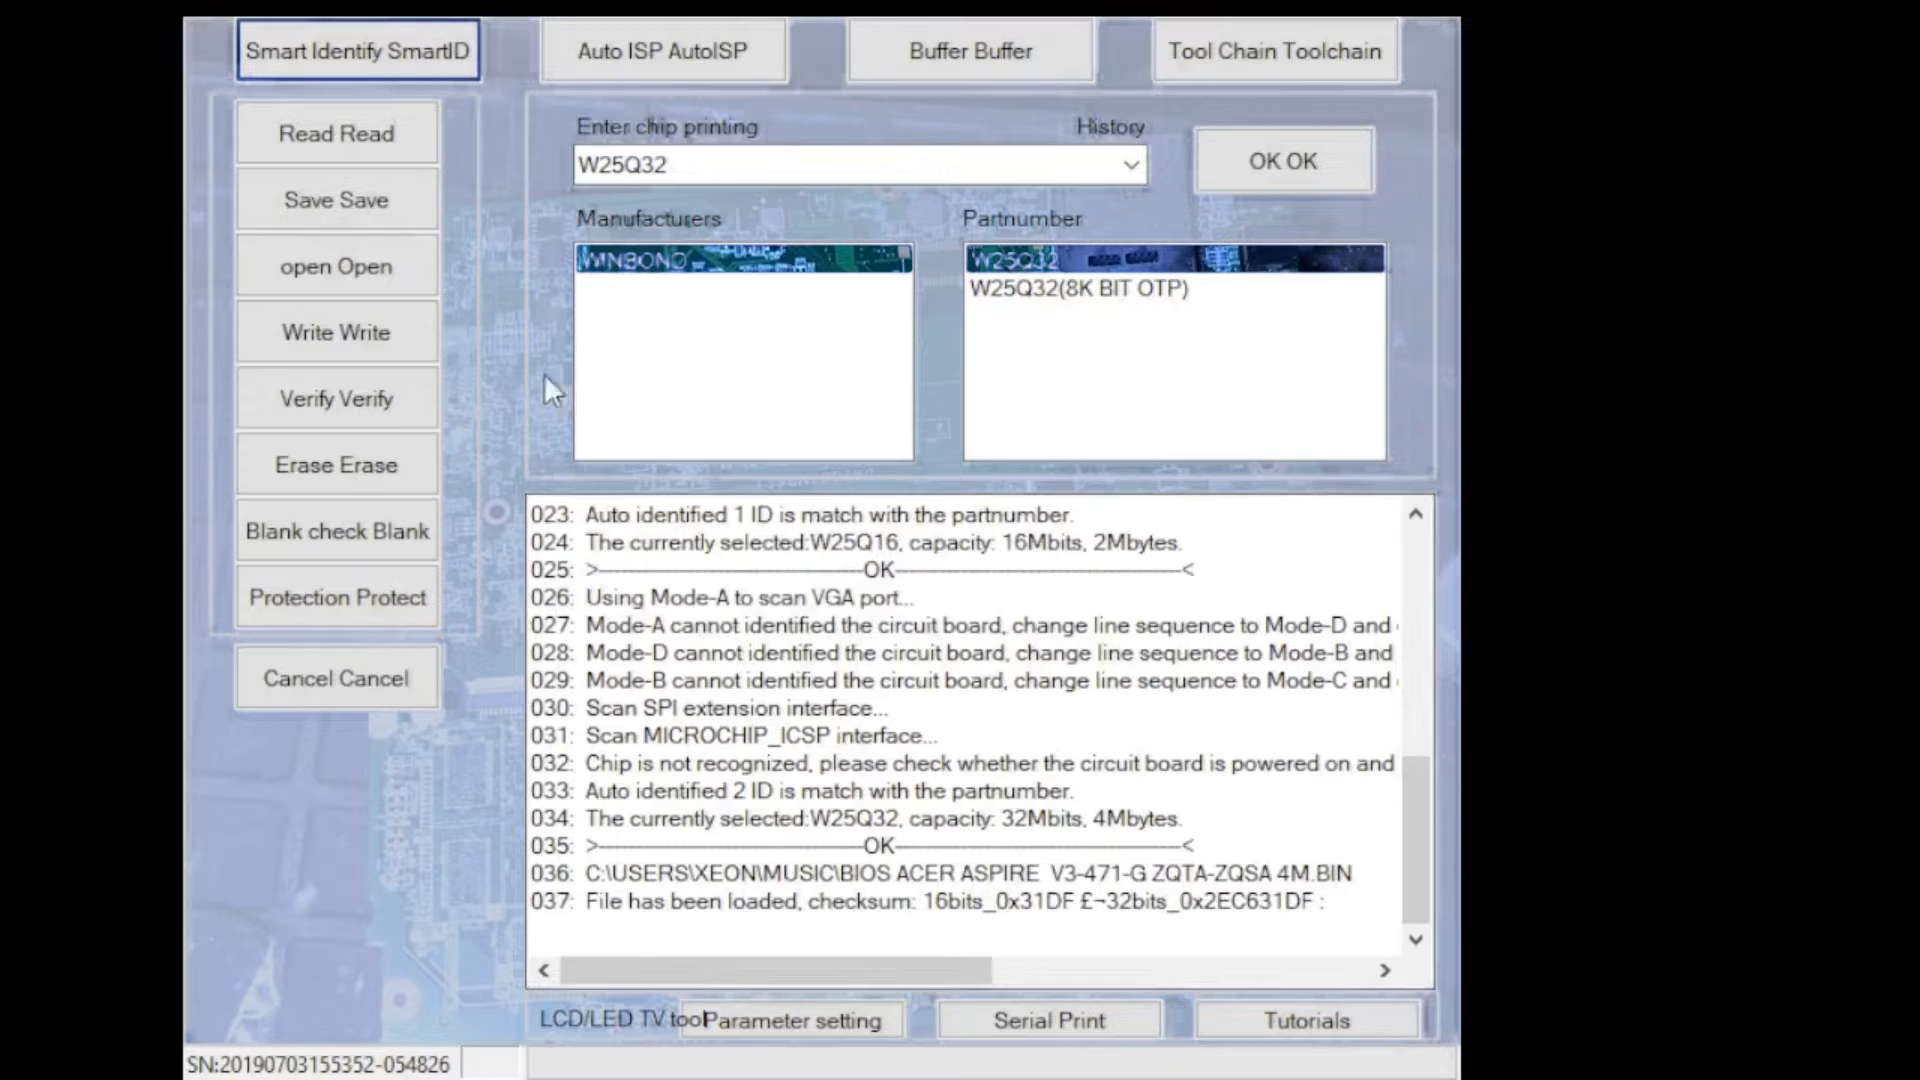 Smart Identify SmartID
Auto ISP AutoISP
Buffer Buffer
Tool Chain Toolchain
Read Read
Save Save
open Open
Write Write
Verify Verify
Erase Erase
Blank check Blank
Protection Protect
Cancel Cancel
Enter chip printing
History
W25Q32
OK OK
Manufacturers
Partnumber
WINBOND
W25Q32
W25Q32(8K BIT OTP)
023: Auto identified 1 ID is match with the partnumber.
024: The currently selected:W25Q16, capacity: 16Mbits, 2Mbytes.
025: >------------------------------OK------------------------------<
026: Using Mode-A to scan VGA port...
027: Mode-A cannot identified the circuit board, change line sequence to Mode-D and
028: Mode-D cannot identified the circuit board, change line sequence to Mode-B and
029: Mode-B cannot identified the circuit board, change line sequence to Mode-C and
030: Scan SPI extension interface...
031: Scan MICROCHIP_ICSP interface...
032: Chip is not recognized, please check whether the circuit board is powered on and
033: Auto identified 2 ID is match with the partnumber.
034: The currently selected:W25Q32, capacity: 32Mbits, 4Mbytes.
035: >------------------------------OK------------------------------<
036: C:\USERS\XEON\MUSIC\BIOS ACER ASPIRE  V3-471-G ZQTA-ZQSA 4M.BIN
037: File has been loaded, checksum: 16bits_0x31DF £¬32bits_0x2EC631DF :
LCD/LED TV tool
Parameter setting
Serial Print
Tutorials
SN:20190703155352-054826